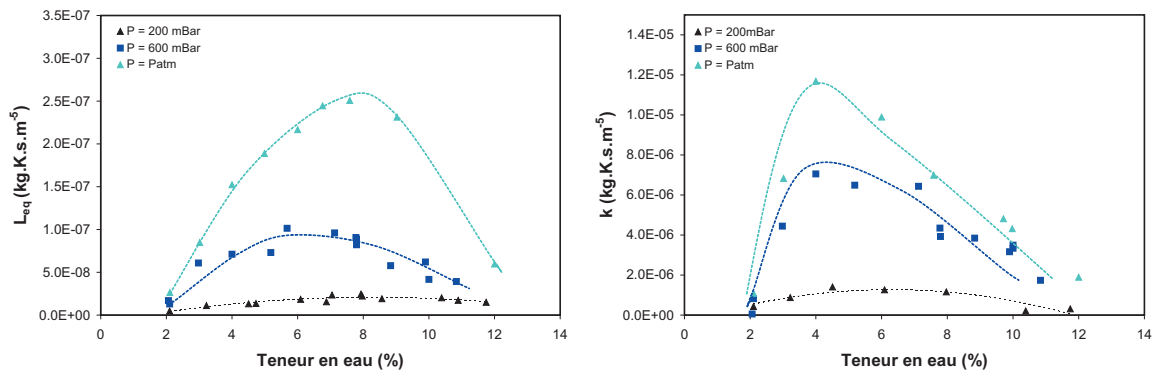 3.5E-07
3.0E-07
2.5E-07
2.0E-07
1.5E-07
1.0E-07
5.0E-08
0.0E+00
L_eq (kg.K.s.m^-5)
P = 200 mBar
P = 600 mBar
P = Patm
0 2 4 6 8 10 12 14
Teneur en eau (%)
1.4E-05
1.2E-05
1.0E-05
8.0E-06
6.0E-06
4.0E-06
2.0E-06
0.0E+00
k (kg.K.s.m^-5)
P = 200mBar
P = 600 mBar
P = Patm
0 2 4 6 8 10 12 14
Teneur en eau (%)